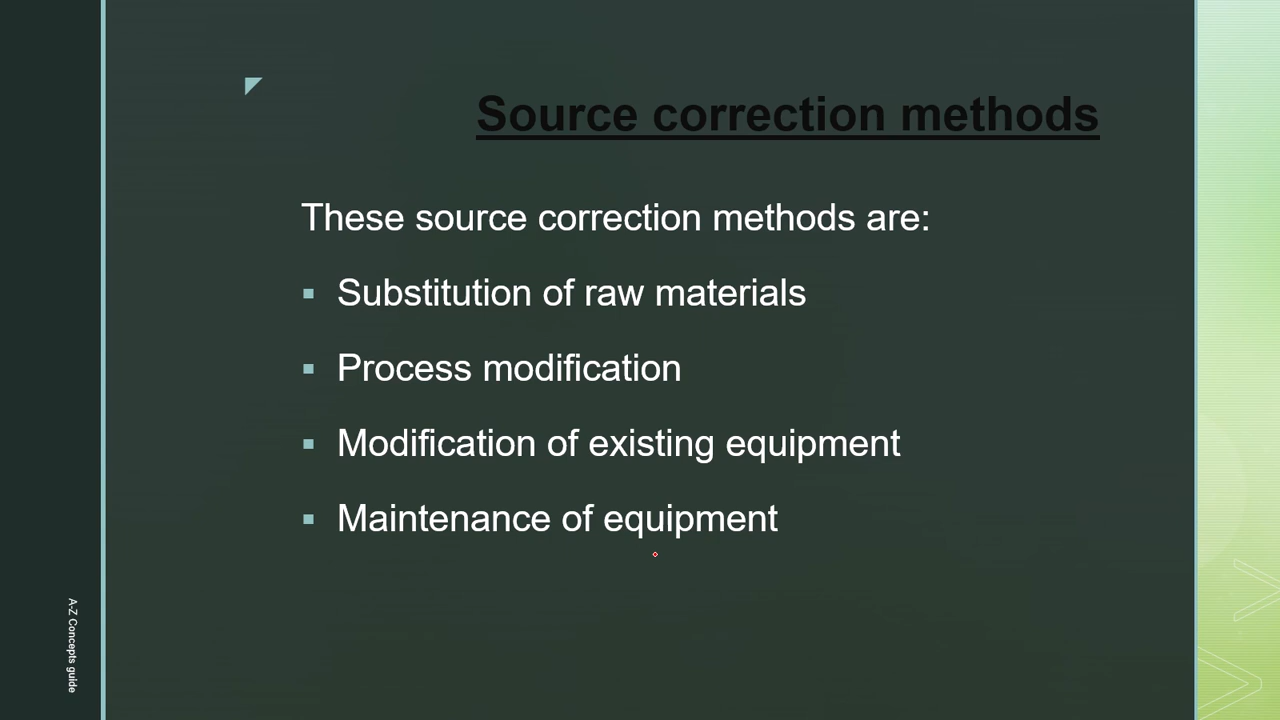 Source correction methods
These source correction methods are:
▪ Substitution of raw materials
▪ Process modification
▪ Modification of existing equipment
▪ Maintenance of equipment
A-Z Concepts guide